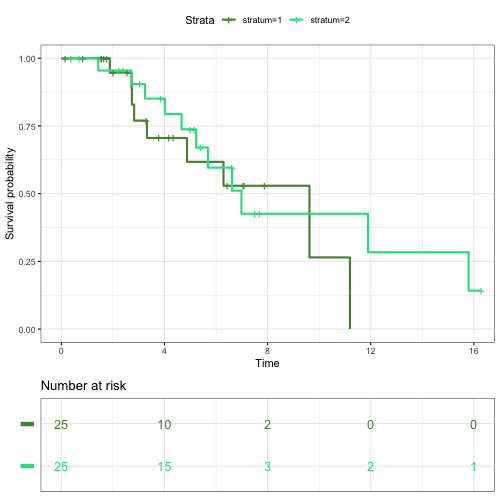 Strata stratum=1 stratum=2
1.00
0.75
0.50
0.25
0.00
Survival probability
0 4 8 12 16
Time
Number at risk
25 10 2 0 0
25 15 3 2 1